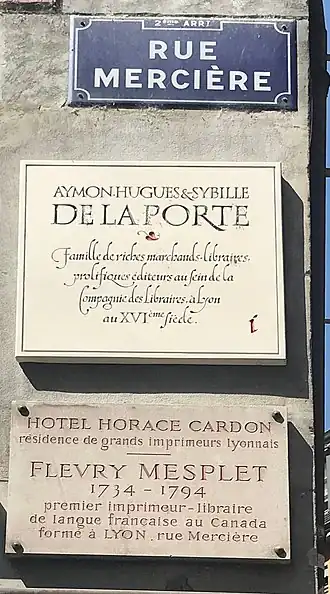 2ème ARRT
RUE
MERCIÈRE
AYMON, HUGUES & SYBILLE
DE LA PORTE
Famille de riches marchands-libraires,
prolifiques éditeurs au sein de la
Compagnie des libraires, à Lyon
au XVIème siècle.
HOTEL HORACE CARDON
résidence de grands imprimeurs lyonnais
FLEVRY MESPLET
1734 - 1794
premier imprimeur-libraire
de langue française au Canada
formé à LYON, rue Mercière